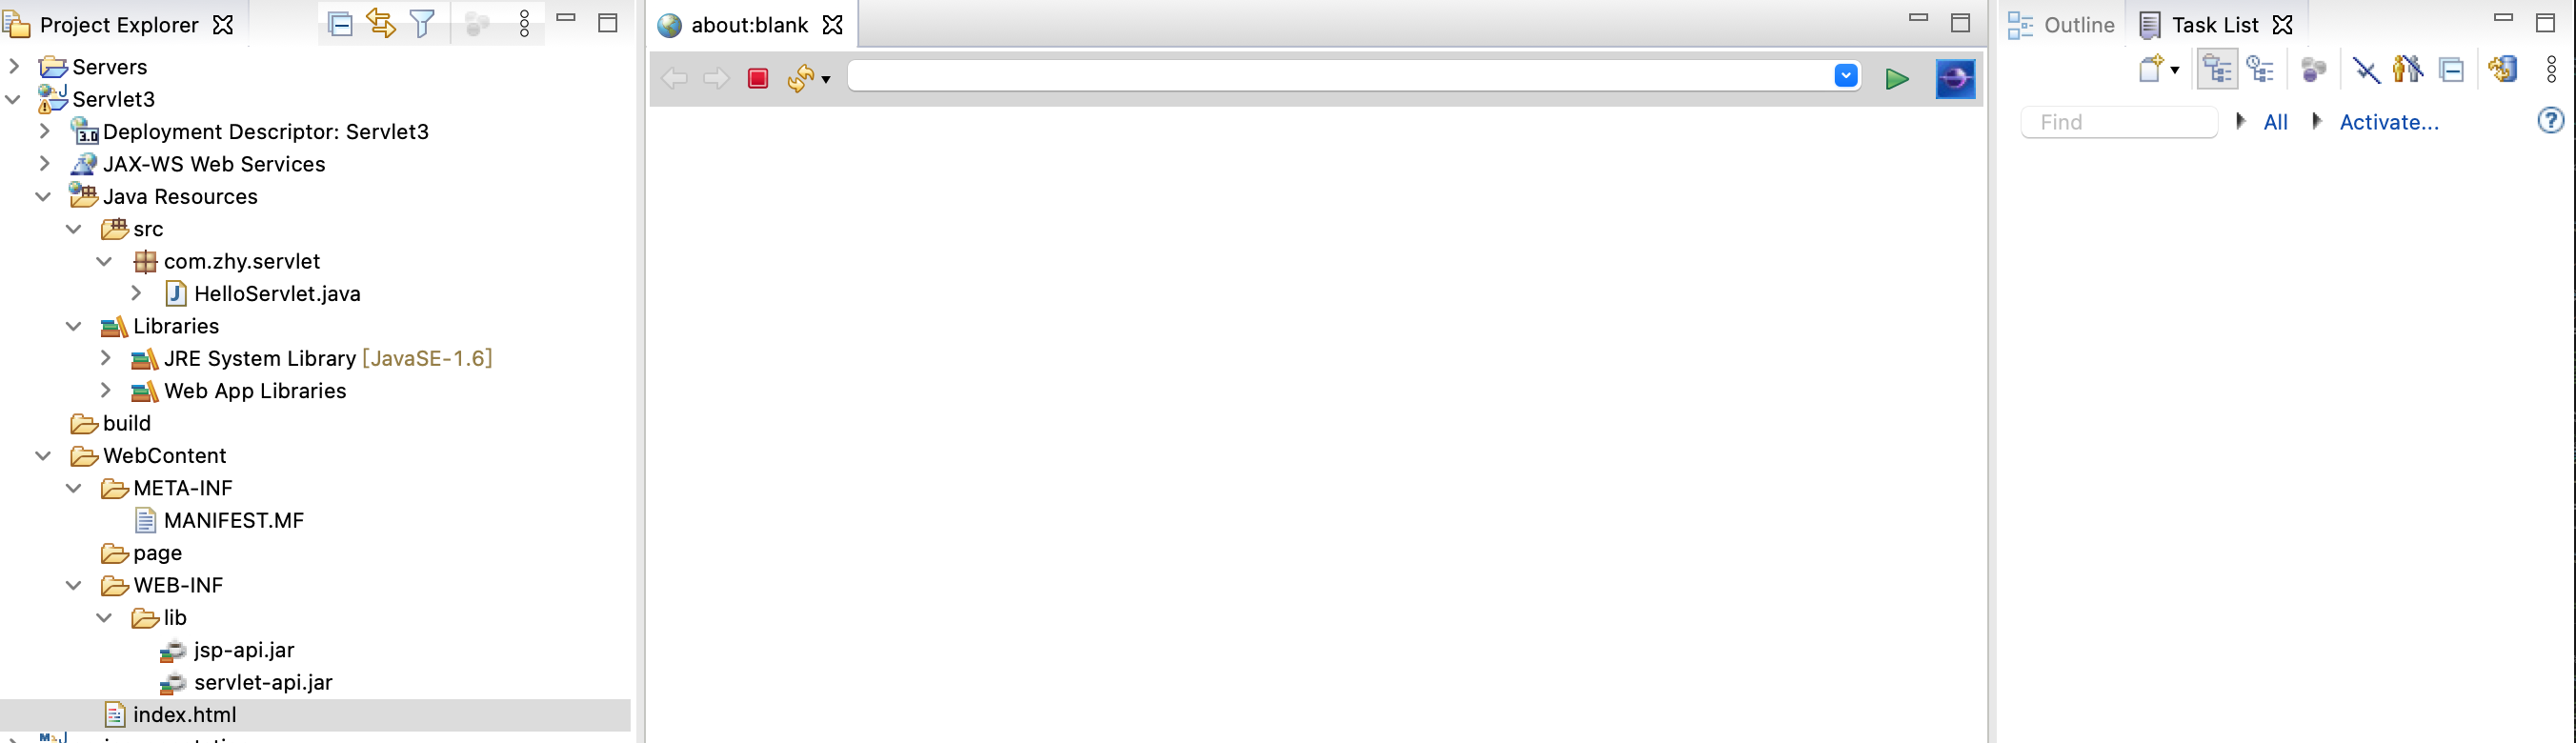 Project Explorer
Servers
Servlet3
Deployment Descriptor: Servlet3
JAX-WS Web Services
Java Resources
src
com.zhy.servlet
HelloServlet.java
Libraries
JRE System Library [JavaSE-1.6]
Web App Libraries
build
WebContent
META-INF
MANIFEST.MF
page
WEB-INF
lib
jsp-api.jar
servlet-api.jar
index.html
about:blank
Outline
Task List
Find
All
Activate...